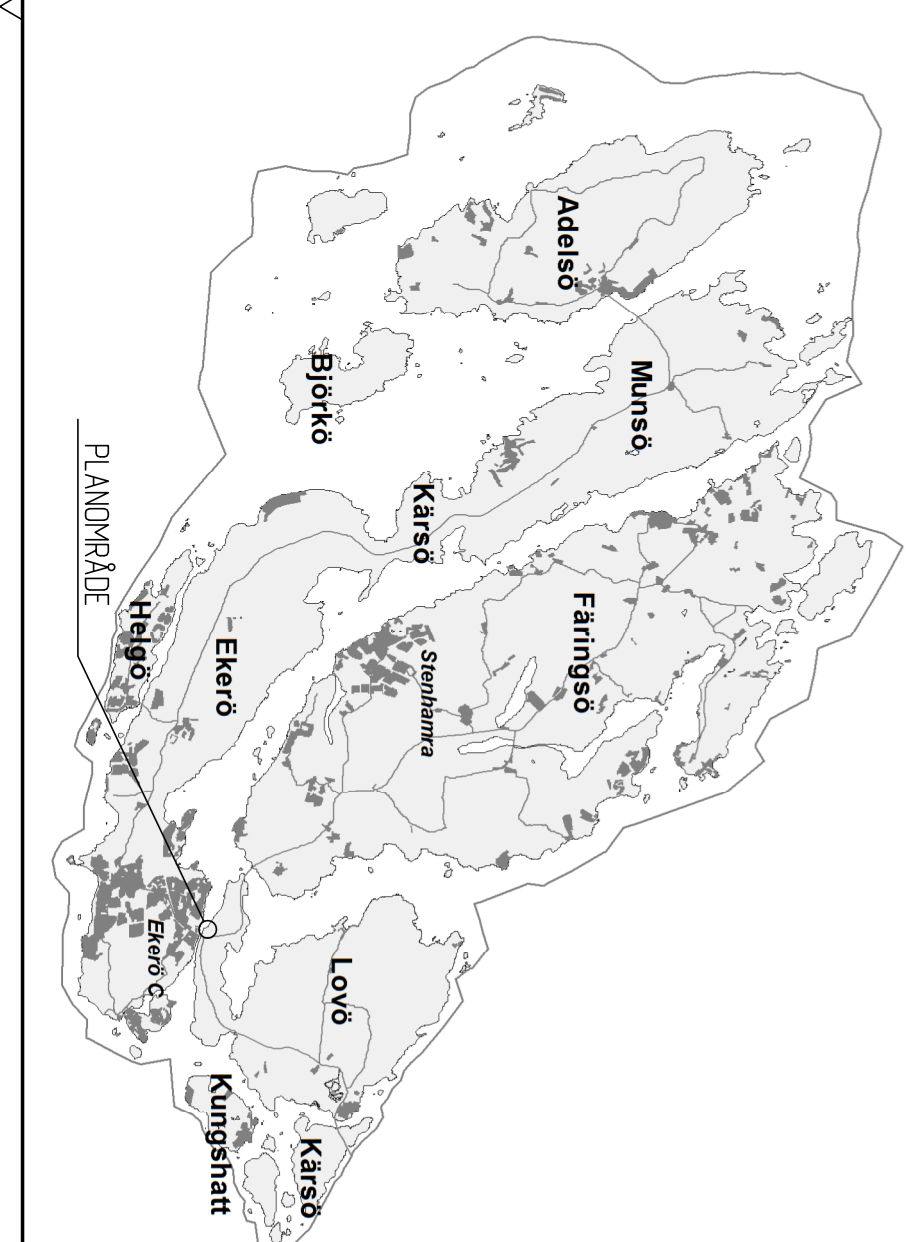 Adelsö
Munsö
Björkö
Kärsö
Färingsö
Stenhamra
Helgö
Ekerö
PLANOMRÅDE
Ekerö C
Lovö
Kungshatt
Kärsö